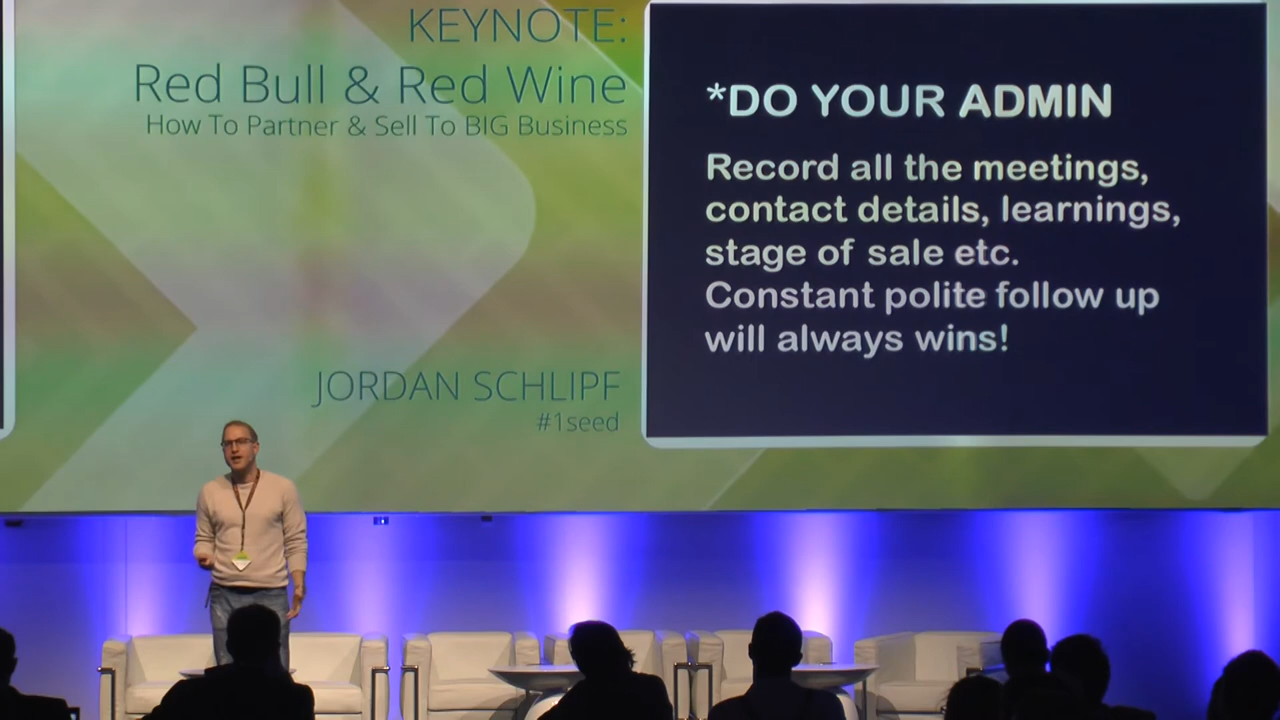 KEYNOTE:
Red Bull & Red Wine
How To Partner & Sell To BIG Business
JORDAN SCHLIPF
#1seed
*DO YOUR ADMIN
Record all the meetings,
contact details, learnings,
stage of sale etc.
Constant polite follow up
will always wins!